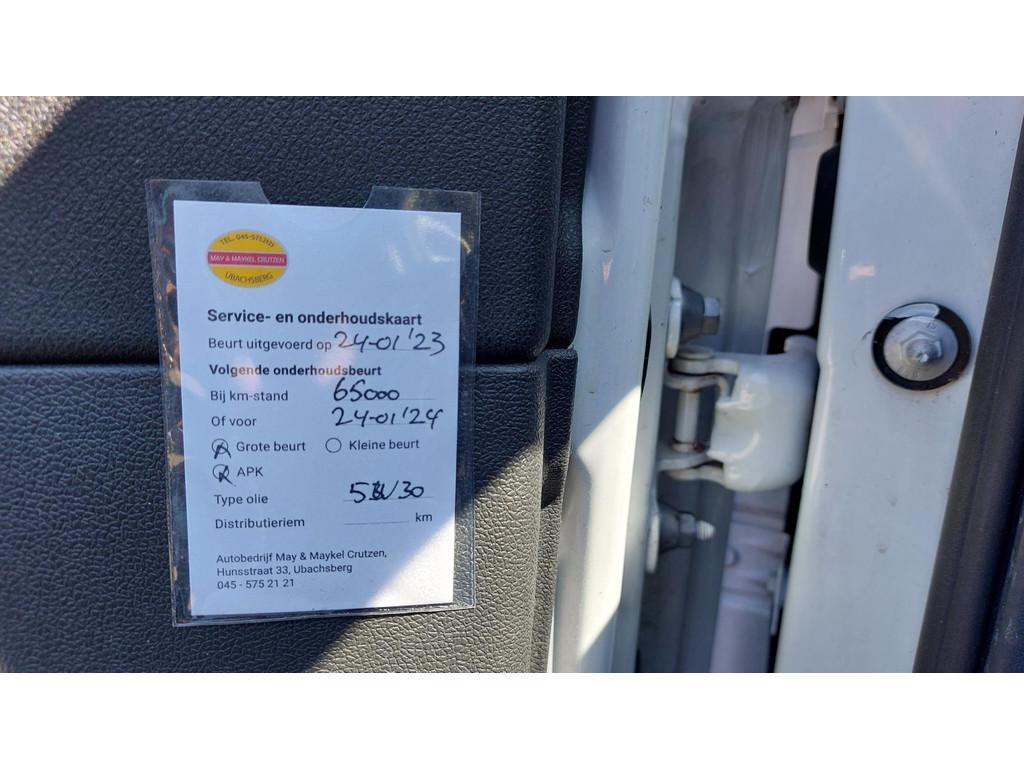 TEL. 045-5752121
MAY & MAYKEL CRUTZEN
UBACHSBERG
Service- en onderhoudskaart
Beurt uitgevoerd op 24-01 '23
Volgende onderhoudsbeurt
Bij km-stand 65000
Of voor 24-01 '24
Grote beurt Kleine beurt
APK
Type olie 5W30
Distributieriem km
Autobedrijf May & Maykel Crutzen,
Hunsstraat 33, Ubachsberg
045 - 575 21 21